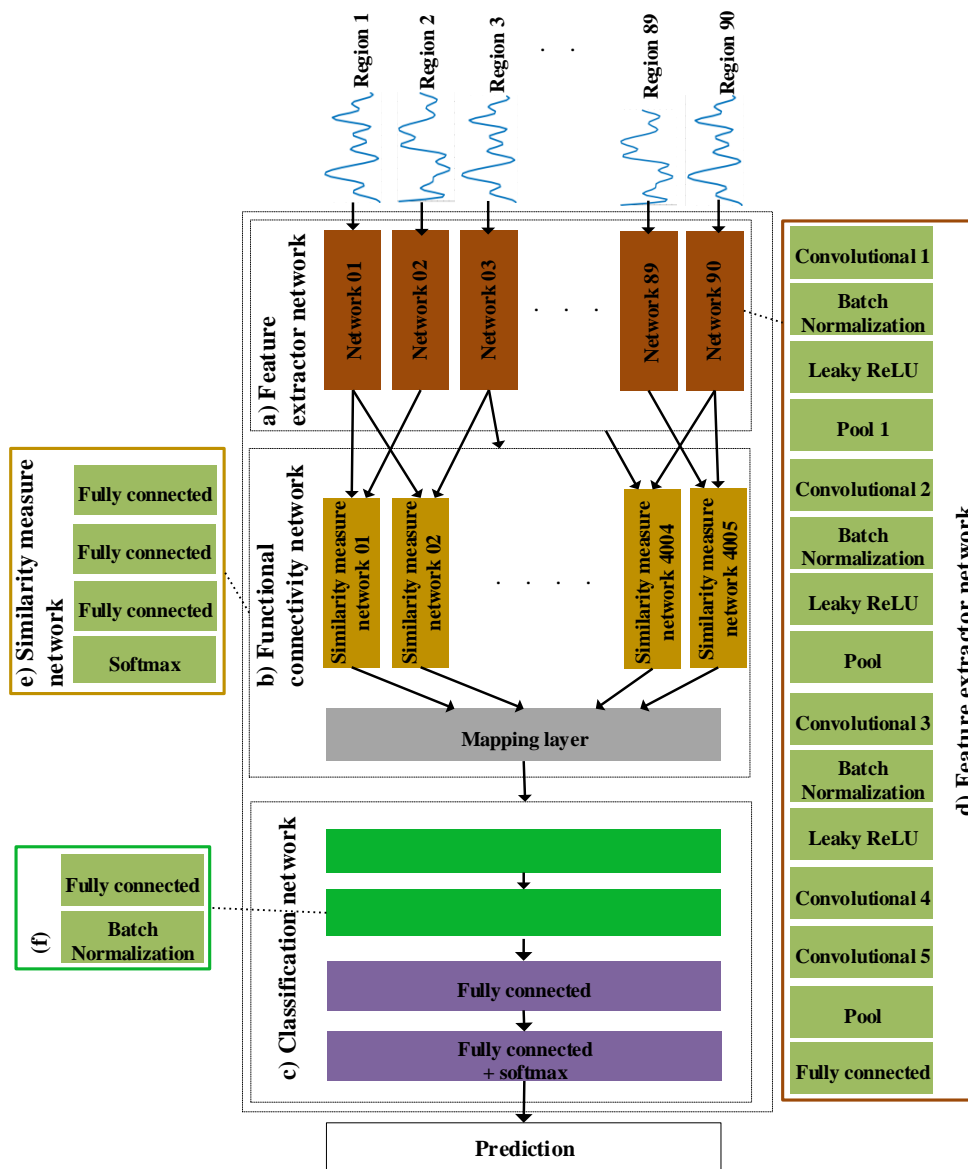 Region 1
Region 2
Region 3
. .
Region 89
Region 90
a) Feature
extractor network
Network 01
Network 02
Network 03
. . .
Network 89
Network 90
b) Functional
connectivity network
Similarity measure
network 01
Similarity measure
network 02
. . . .
Similarity measure
network 4004
Similarity measure
network 4005
Mapping layer
c) Classification network
Fully connected
Fully connected
+ softmax
Prediction
e) Similarity measure
network
Fully connected
Fully connected
Fully connected
Softmax
(f)
Fully connected
Batch
Normalization
d) Feature extractor network
Convolutional 1
Batch
Normalization
Leaky ReLU
Pool 1
Convolutional 2
Batch
Normalization
Leaky ReLU
Pool
Convolutional 3
Batch
Normalization
Leaky ReLU
Convolutional 4
Convolutional 5
Pool
Fully connected